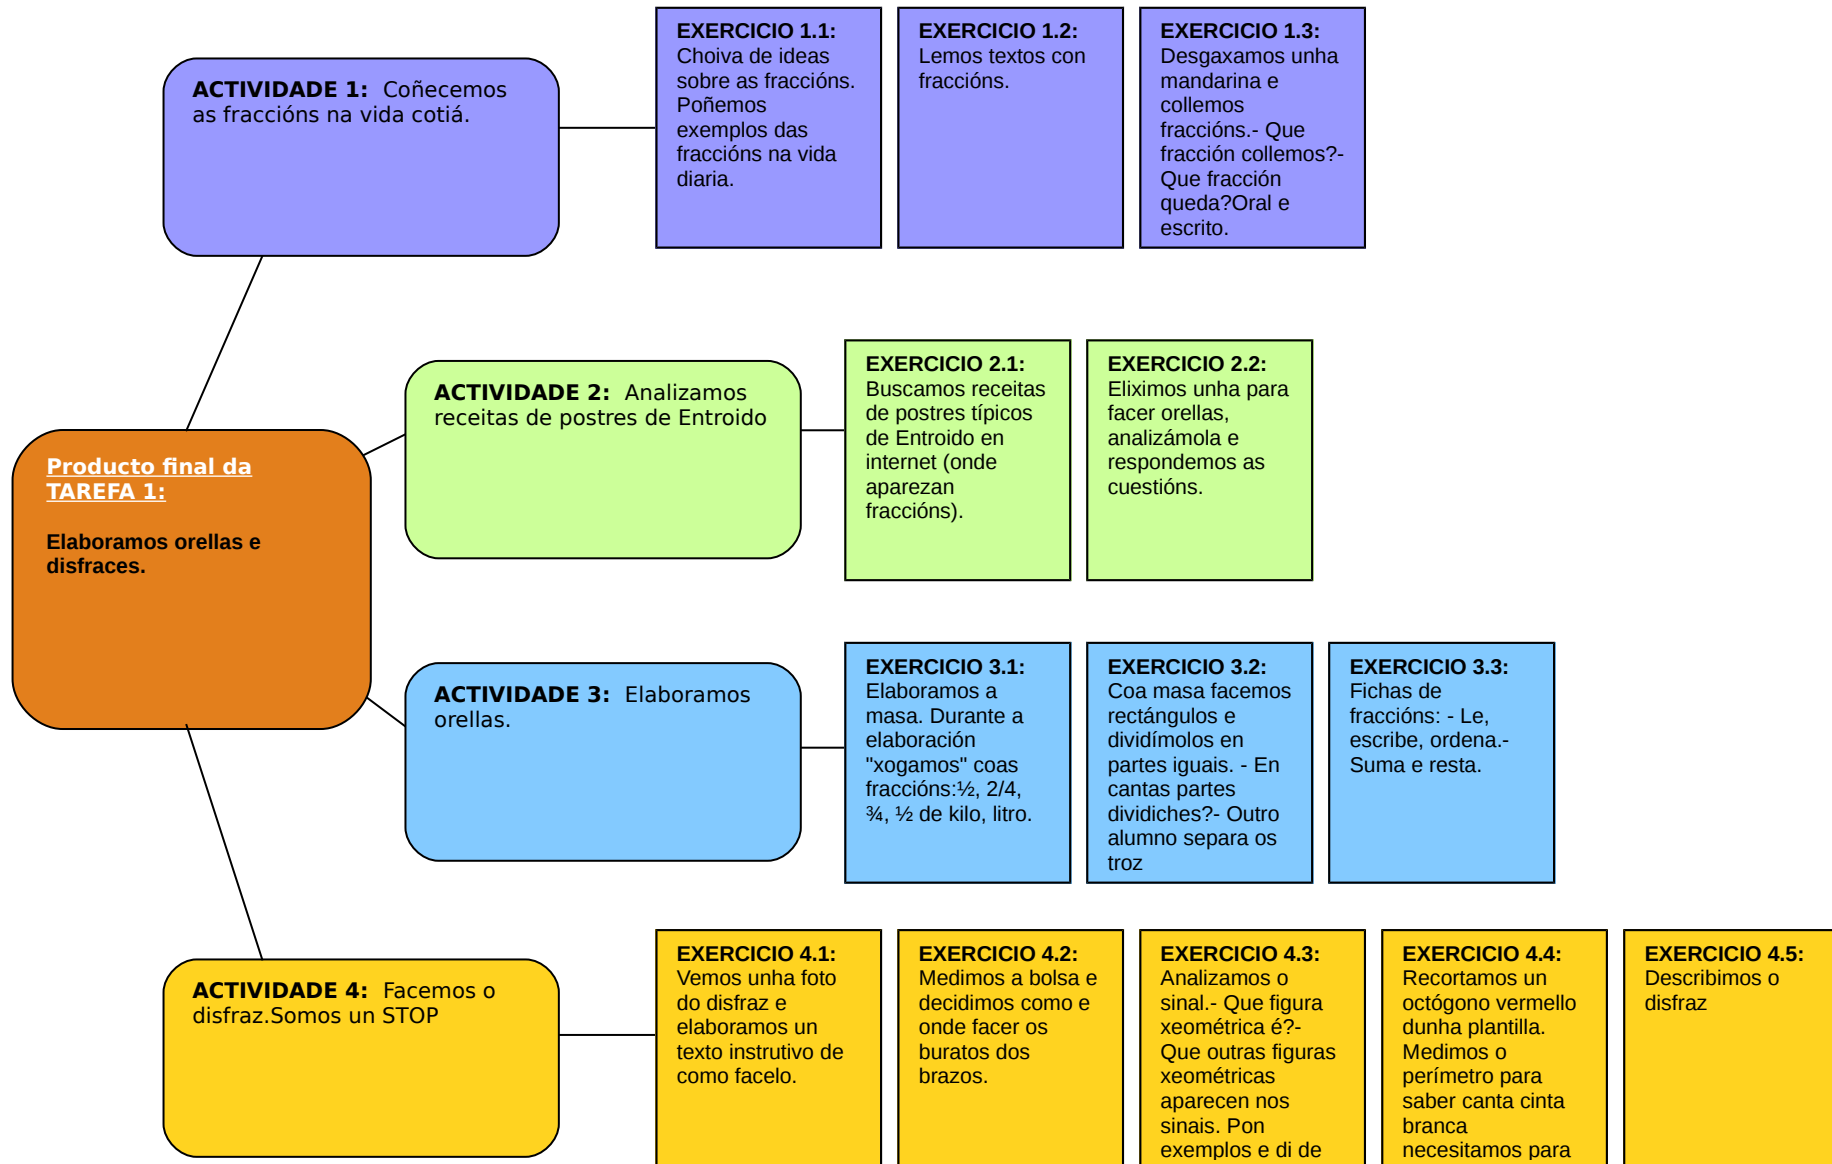 EXERCICIO 1.1:
Choiva de ideas
sobre as fraccións.
Poñemos
exemplos das
fraccións na vida
diaria.
EXERCICIO 1.2:
Lemos textos con
fraccións.
EXERCICIO 1.3:
Desgaxamos unha
mandarina e
collemos
fraccións.- Que
fracción collemos?-
Que fracción
queda?Oral e
escrito.
ACTIVIDADE 1:  Coñecemos
as fraccións na vida cotiá.
ACTIVIDADE 2:  Analizamos
receitas de postres de Entroido
EXERCICIO 2.1:
Buscamos receitas
de postres típicos
de Entroido en
internet (onde
aparezan
fraccións).
EXERCICIO 2.2:
Eliximos unha para
facer orellas,
analizámola e
respondemos as
cuestións.
Producto final da
TAREFA 1:
Elaboramos orellas e
disfraces.
ACTIVIDADE 3:  Elaboramos
orellas.
EXERCICIO 3.1:
Elaboramos a
masa. Durante a
elaboración
"xogamos" coas
fraccións:½, 2/4,
¾, ½ de kilo, litro.
EXERCICIO 3.2:
Coa masa facemos
rectángulos e
dividímolos en
partes iguais. - En
cantas partes
dividiches?- Outro
alumno separa os
troz
EXERCICIO 3.3:
Fichas de
fraccións: - Le,
escribe, ordena.-
Suma e resta.
ACTIVIDADE 4:  Facemos o
disfraz.Somos un STOP
EXERCICIO 4.1:
Vemos unha foto
do disfraz e
elaboramos un
texto instrutivo de
como facelo.
EXERCICIO 4.2:
Medimos a bolsa e
decidimos como e
onde facer os
buratos dos
brazos.
EXERCICIO 4.3:
Analizamos o
sinal.- Que figura
xeométrica é?-
Que outras figuras
xeométricas
aparecen nos
sinais. Pon
exemplos e di de
EXERCICIO 4.4:
Recortamos un
octógono vermello
dunha plantilla.
Medimos o
perímetro para
saber canta cinta
branca
necesitamos para
EXERCICIO 4.5:
Describimos o
disfraz